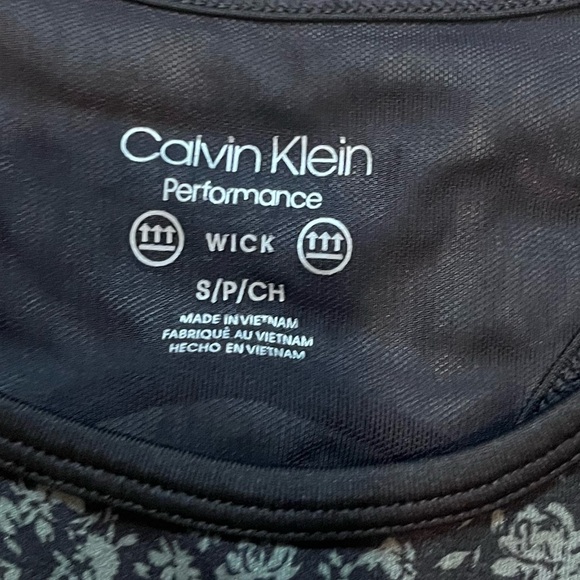 Calvin Klein
Performance
WICK
S/P/CH
MADE IN VIETNAM
FABRIQUÉ AU VIETNAM
HECHO EN VIETNAM